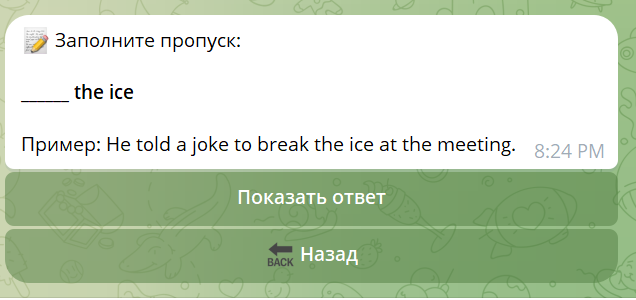 📝 Заполните пропуск:
______ the ice
Пример: He told a joke to break the ice at the meeting.
8:24 PM
Показать ответ
BACK Назад